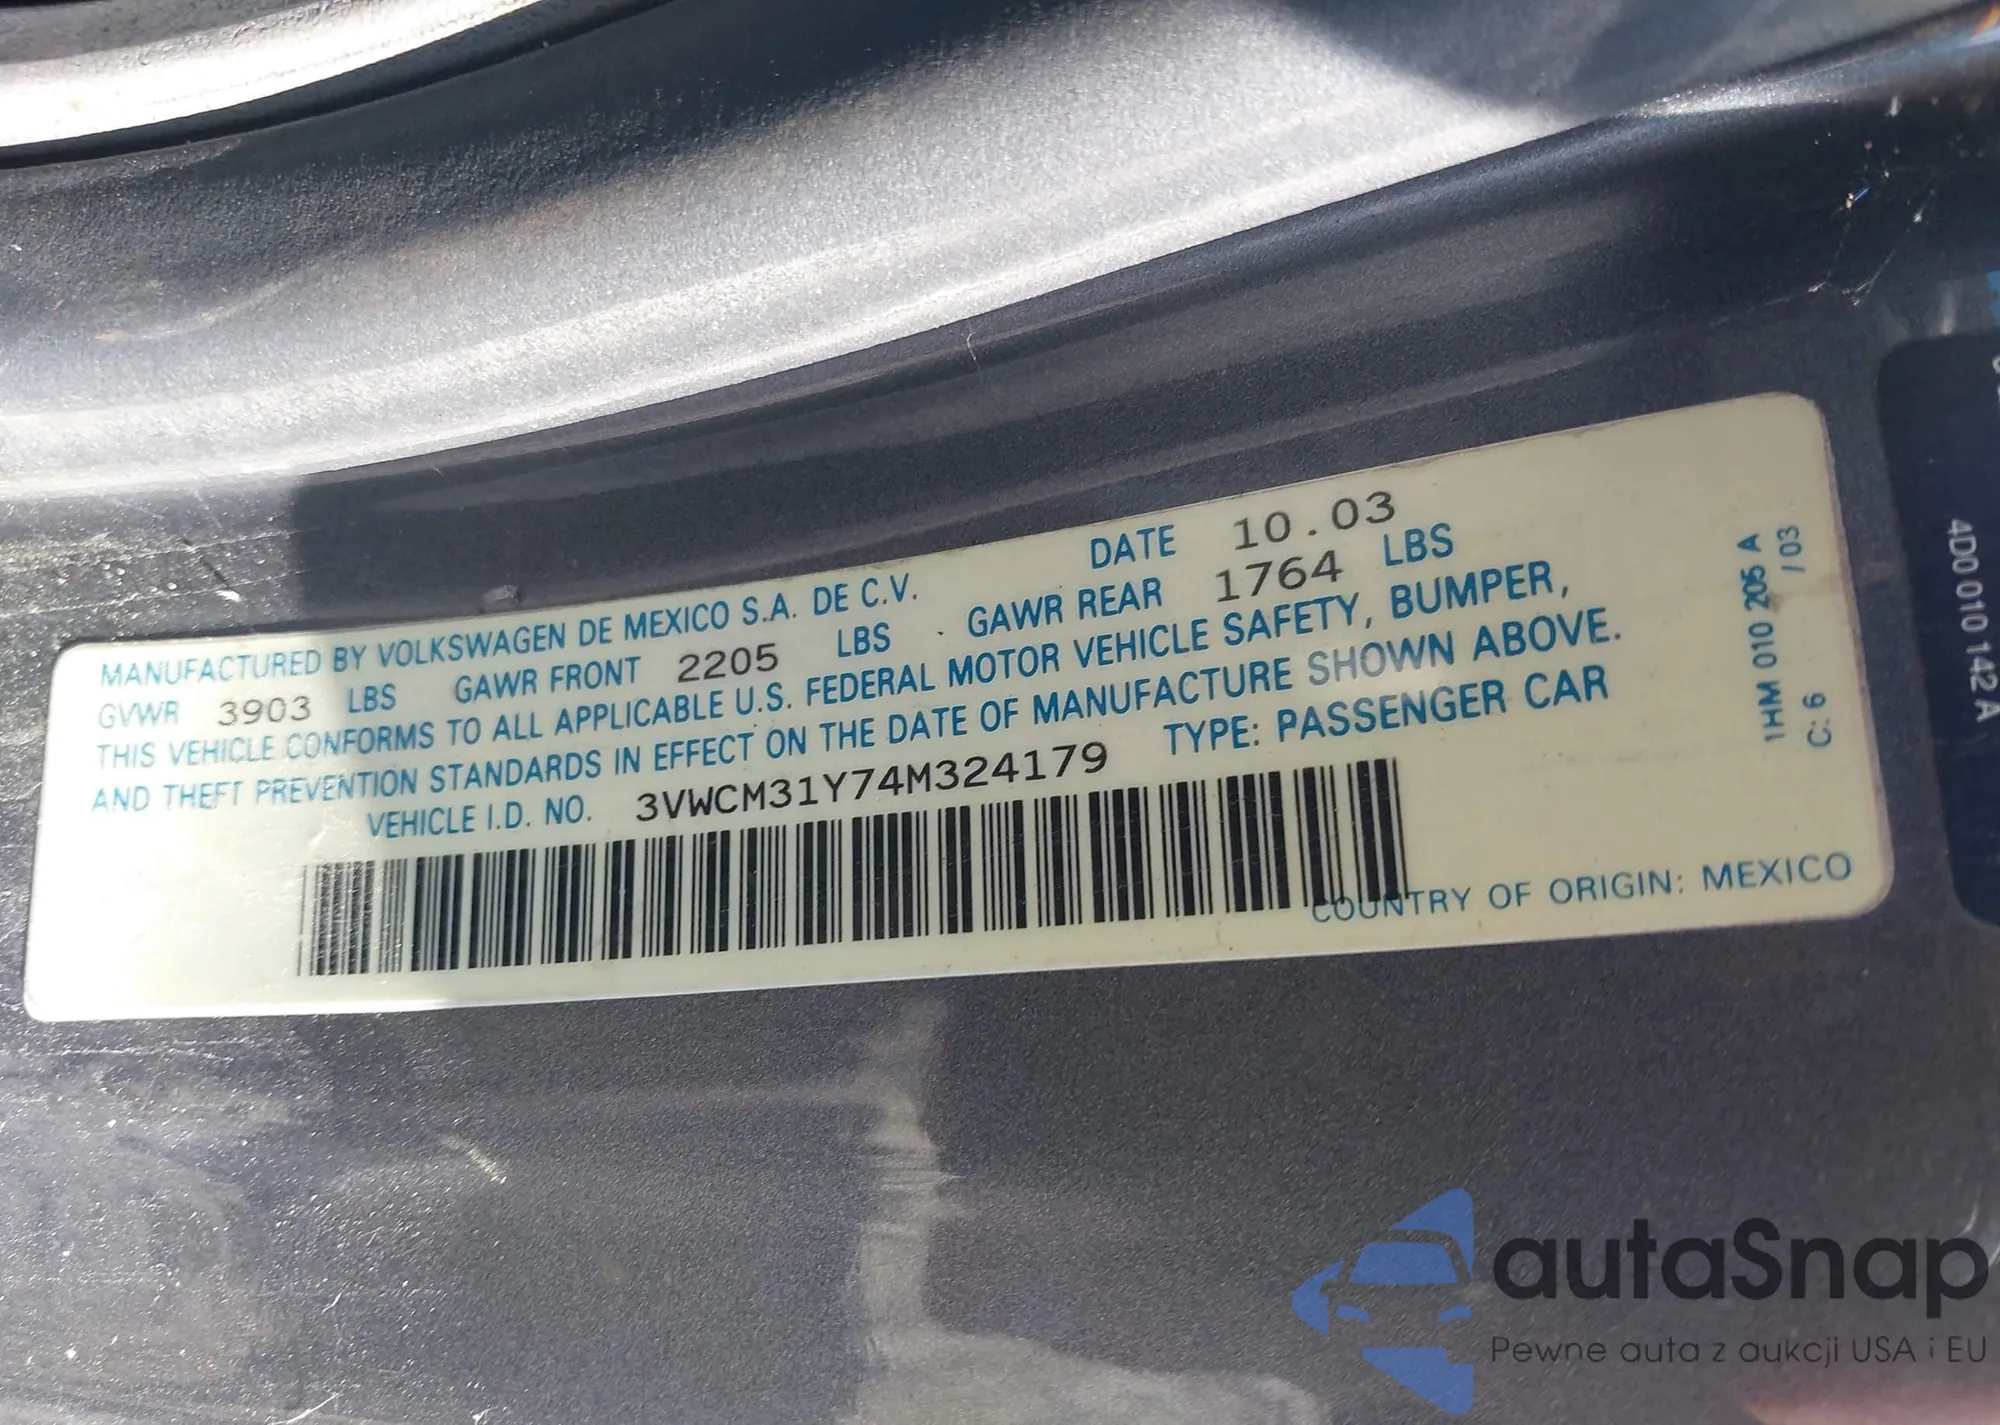 DATE 10.03
MANUFACTURED BY VOLKSWAGEN DE MEXICO S.A. DE C.V.
GVWR 3903 LBS GAWR FRONT 2205 LBS . GAWR REAR 1764 LBS
THIS VEHICLE CONFORMS TO ALL APPLICABLE U.S. FEDERAL MOTOR VEHICLE SAFETY, BUMPER,
AND THEFT PREVENTION STANDARDS IN EFFECT ON THE DATE OF MANUFACTURE SHOWN ABOVE.
VEHICLE I.D. NO. 3VWCM31Y74M324179 TYPE: PASSENGER CAR
COUNTRY OF ORIGIN: MEXICO
1HM 010 205 A
C: 6 / 03
4D0 010 142 A
autaSnap
Pewne auta z aukcji USA i EU